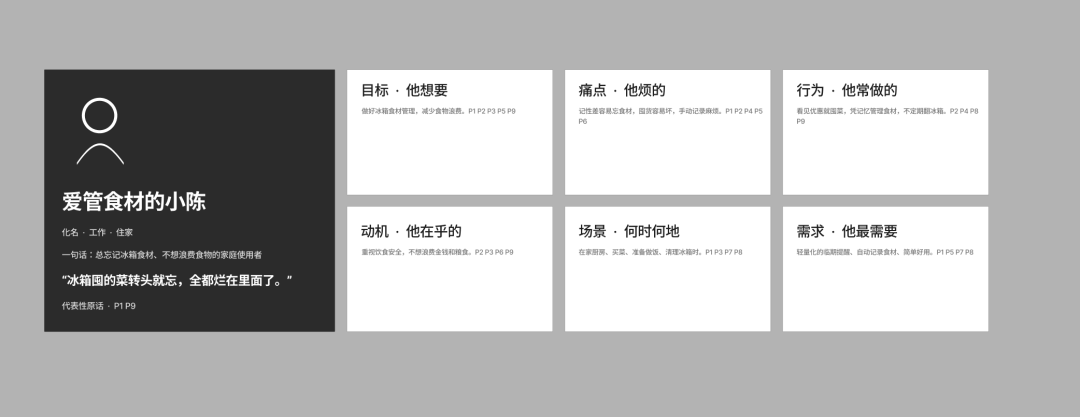 爱管食材的小陈
化名 · 工作 · 住家
一句话：总忘记冰箱食材、不想浪费食物的家庭使用者
“冰箱囤的菜转头就忘，全都烂在里面了。”
代表性原话 · P1 P9
目标 · 他想要
做好冰箱食材管理，减少食物浪费。P1 P2 P3 P5 P9
痛点 · 他烦的
记性差容易忘食材，囤货容易坏，手动记录麻烦。P1 P2 P4 P5
P6
行为 · 他常做的
看见优惠就囤菜，凭记忆管理食材，不定期翻冰箱。P2 P4 P8
P9
动机 · 他在乎的
重视饮食安全，不想浪费金钱和粮食。P2 P3 P6 P9
场景 · 何时何地
在家厨房、买菜、准备做饭、清理冰箱时。P1 P3 P7 P8
需求 · 他最需要
轻量化的临期提醒、自动记录食材、简单好用。P1 P5 P7 P8